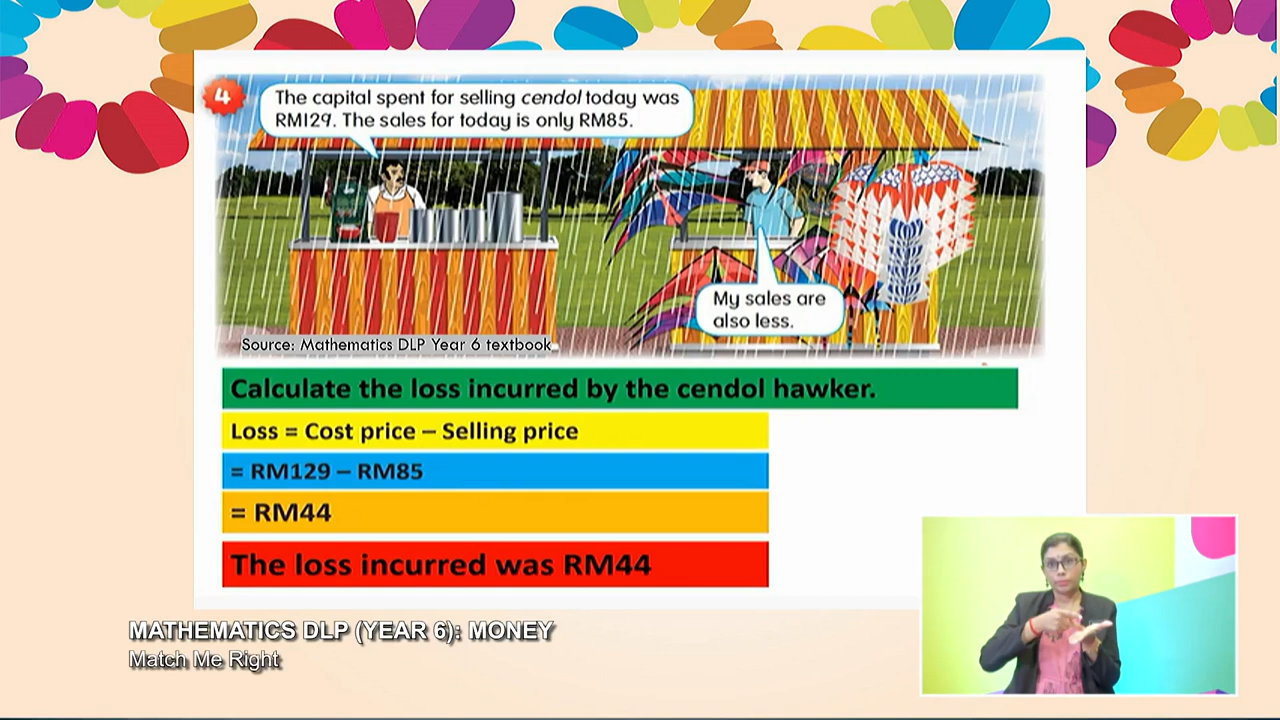 4
The capital spent for selling cendol today was
RM129. The sales for today is only RM85.
My sales are
also less.
Source: Mathematics DLP Year 6 textbook
Calculate the loss incurred by the cendol hawker.
Loss = Cost price – Selling price
= RM129 – RM85
= RM44
The loss incurred was RM44
MATHEMATICS DLP (YEAR 6): MONEY
Match Me Right